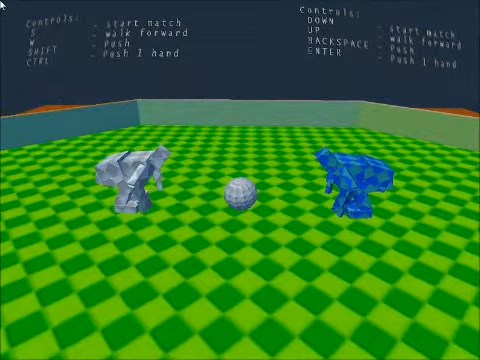 Controls:
S - start match
W - walk forward
SHIFT - Push
CTRL: - Push 1 hand
Controls:
DOWN - start match
UP - walk forward
BACKSPACE - Push
ENTER - Push 1 hand